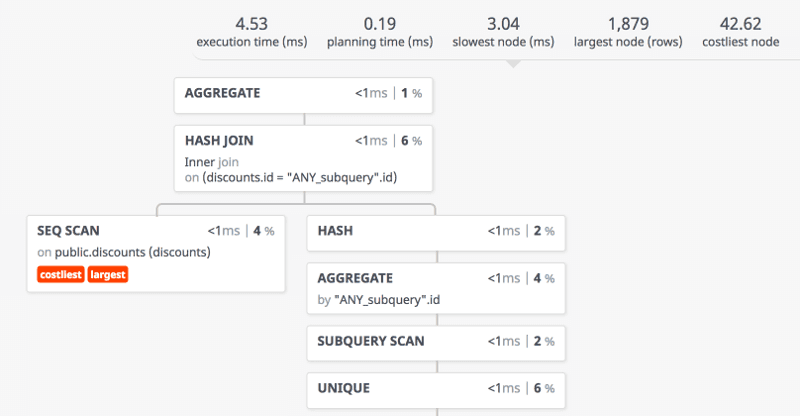 4.53 0.19 3.04 1,879 42.62
execution time (ms) planning time (ms) slowest node (ms) largest node (rows) costliest node
AGGREGATE <1ms | 1 %
HASH JOIN <1ms | 6 %
Inner join
on (discounts.id = "ANY_subquery".id)
SEQ SCAN <1ms | 4 %
on public.discounts (discounts)
costliest largest
HASH <1ms | 2 %
AGGREGATE <1ms | 4 %
by "ANY_subquery".id
SUBQUERY SCAN <1ms | 2 %
UNIQUE <1ms | 6 %